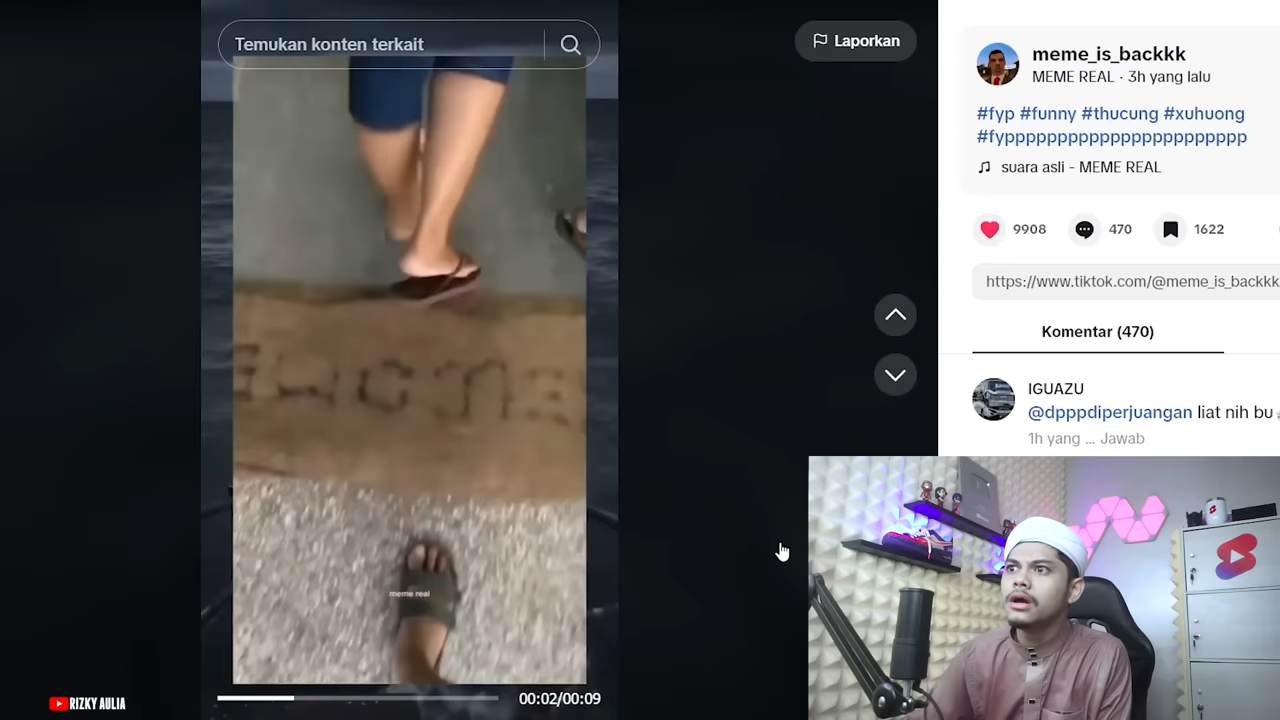 Temukan konten terkait
Laporkan
meme real
00:02/00:09
RIZKY AULIA
meme_is_backkk
MEME REAL · 3h yang lalu
#fyp #funny #thucung #xuhuong
#fyppppppppppppppppppppppp
suara asli - MEME REAL
9908
470
1622
https://www.tiktok.com/@meme_is_backkk
Komentar (470)
IGUAZU
@dpppdiperjuangan liat nih bu
1h yang ... Jawab